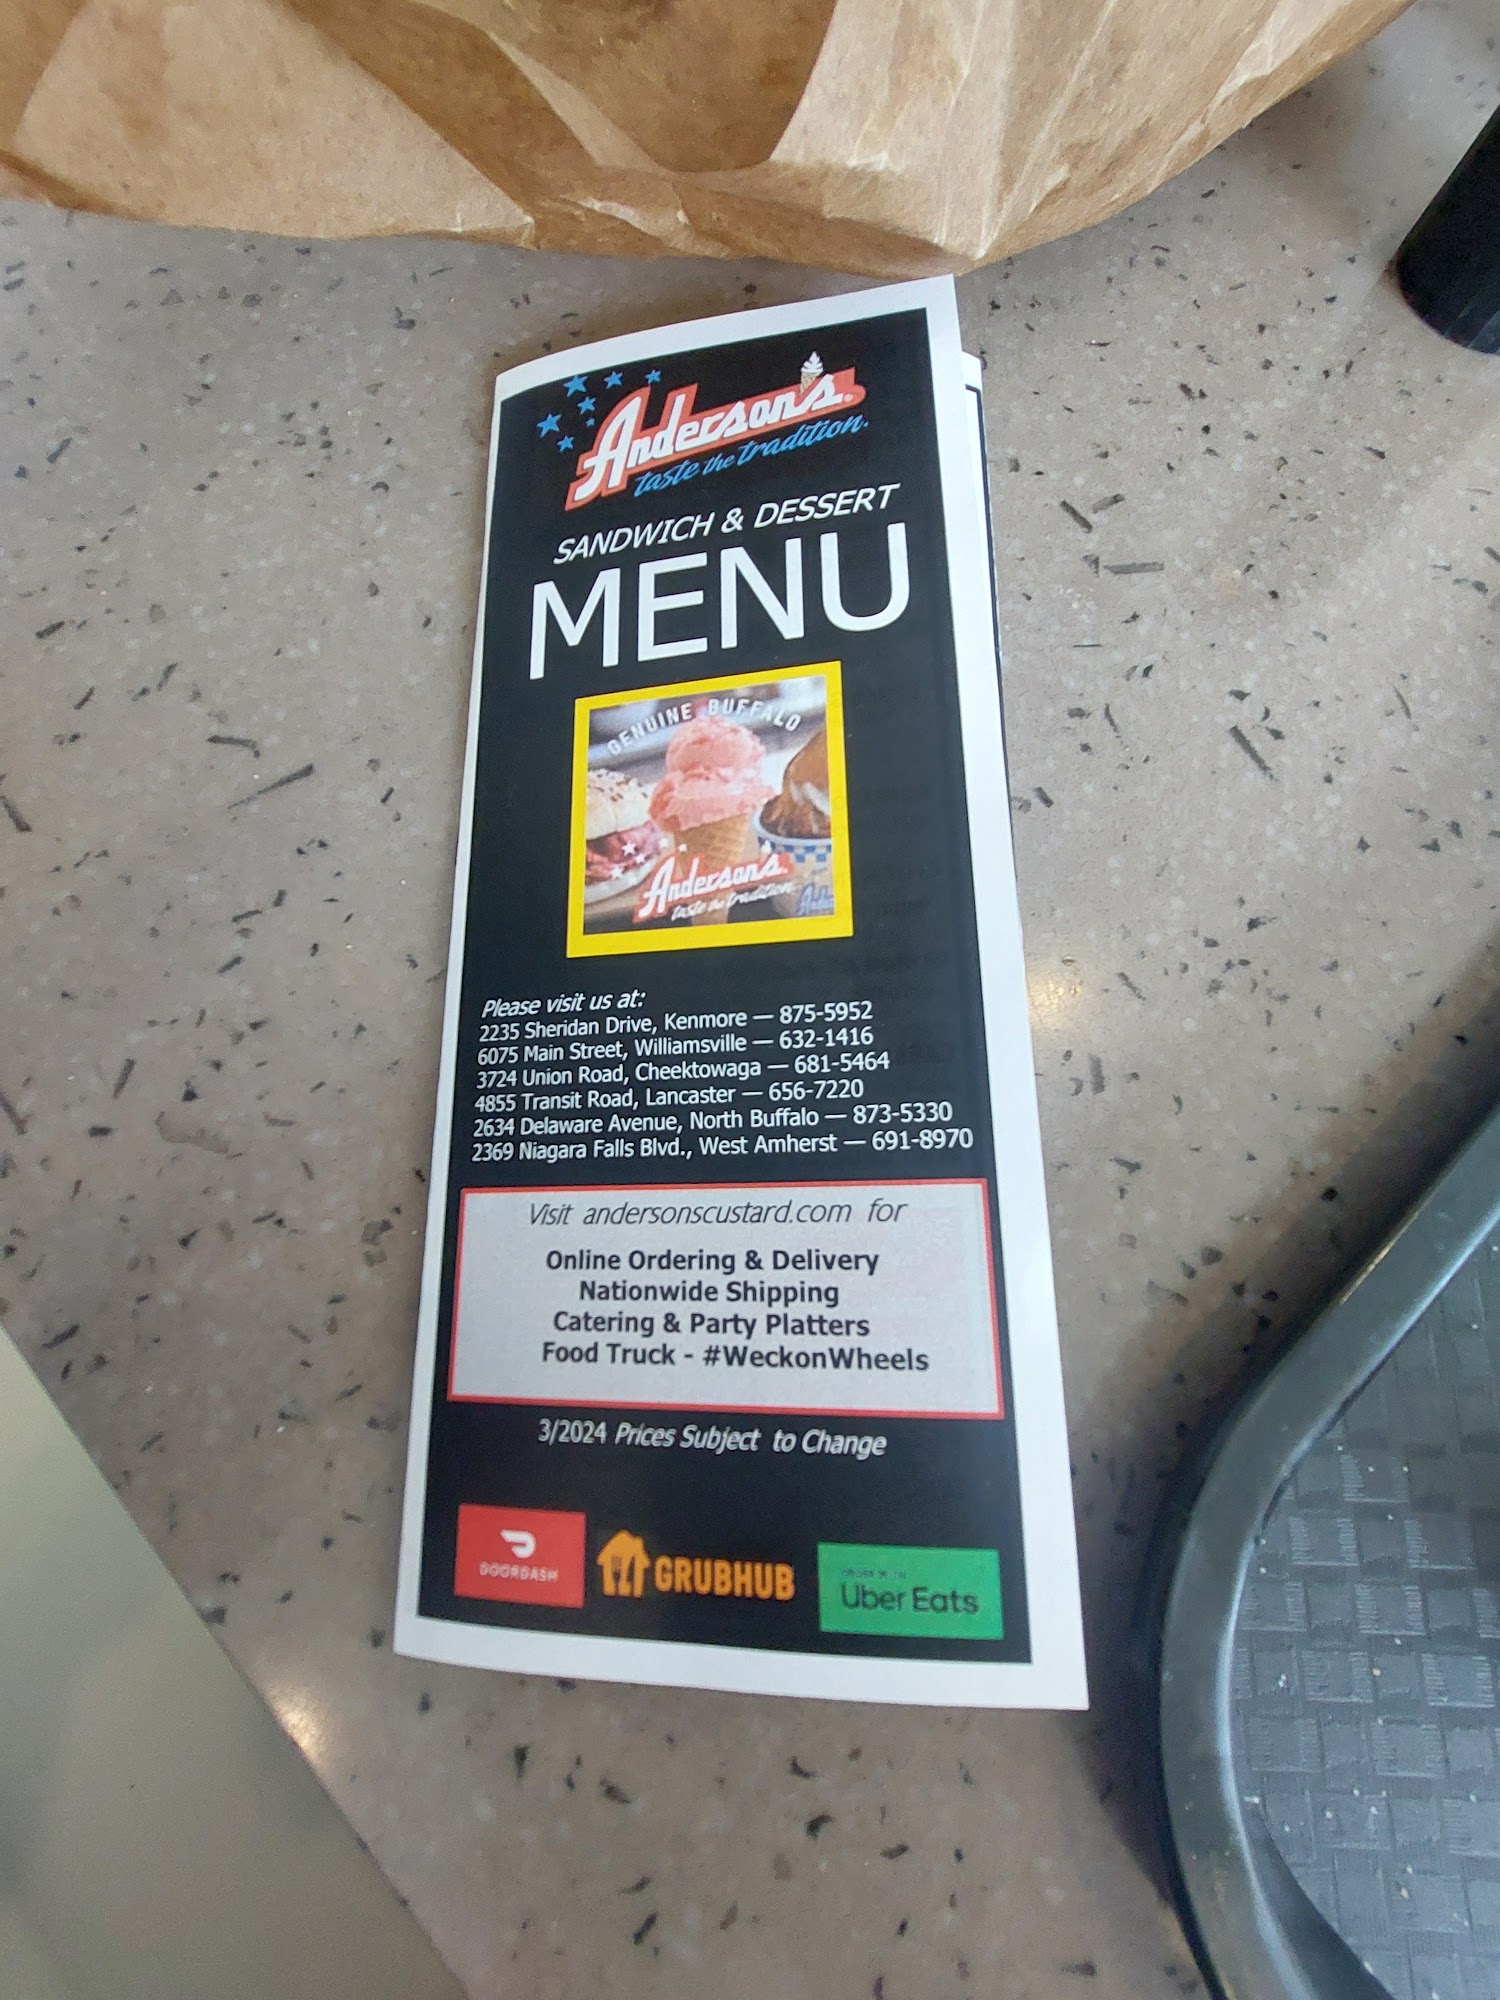 Anderson's
taste the tradition.
SANDWICH & DESSERT
MENU
GENUINE BUFFALO
Anderson's
taste the tradition
Please visit us at:
2235 Sheridan Drive, Kenmore — 875-5952
6075 Main Street, Williamsville — 632-1416
3724 Union Road, Cheektowaga — 681-5464
4855 Transit Road, Lancaster — 656-7220
2634 Delaware Avenue, North Buffalo — 873-5330
2369 Niagara Falls Blvd., West Amherst — 691-8970
Visit andersonscustard.com for
Online Ordering & Delivery
Nationwide Shipping
Catering & Party Platters
Food Truck - #WeckonWheels
3/2024 Prices Subject to Change
DOORDASH
GRUBHUB
Uber Eats